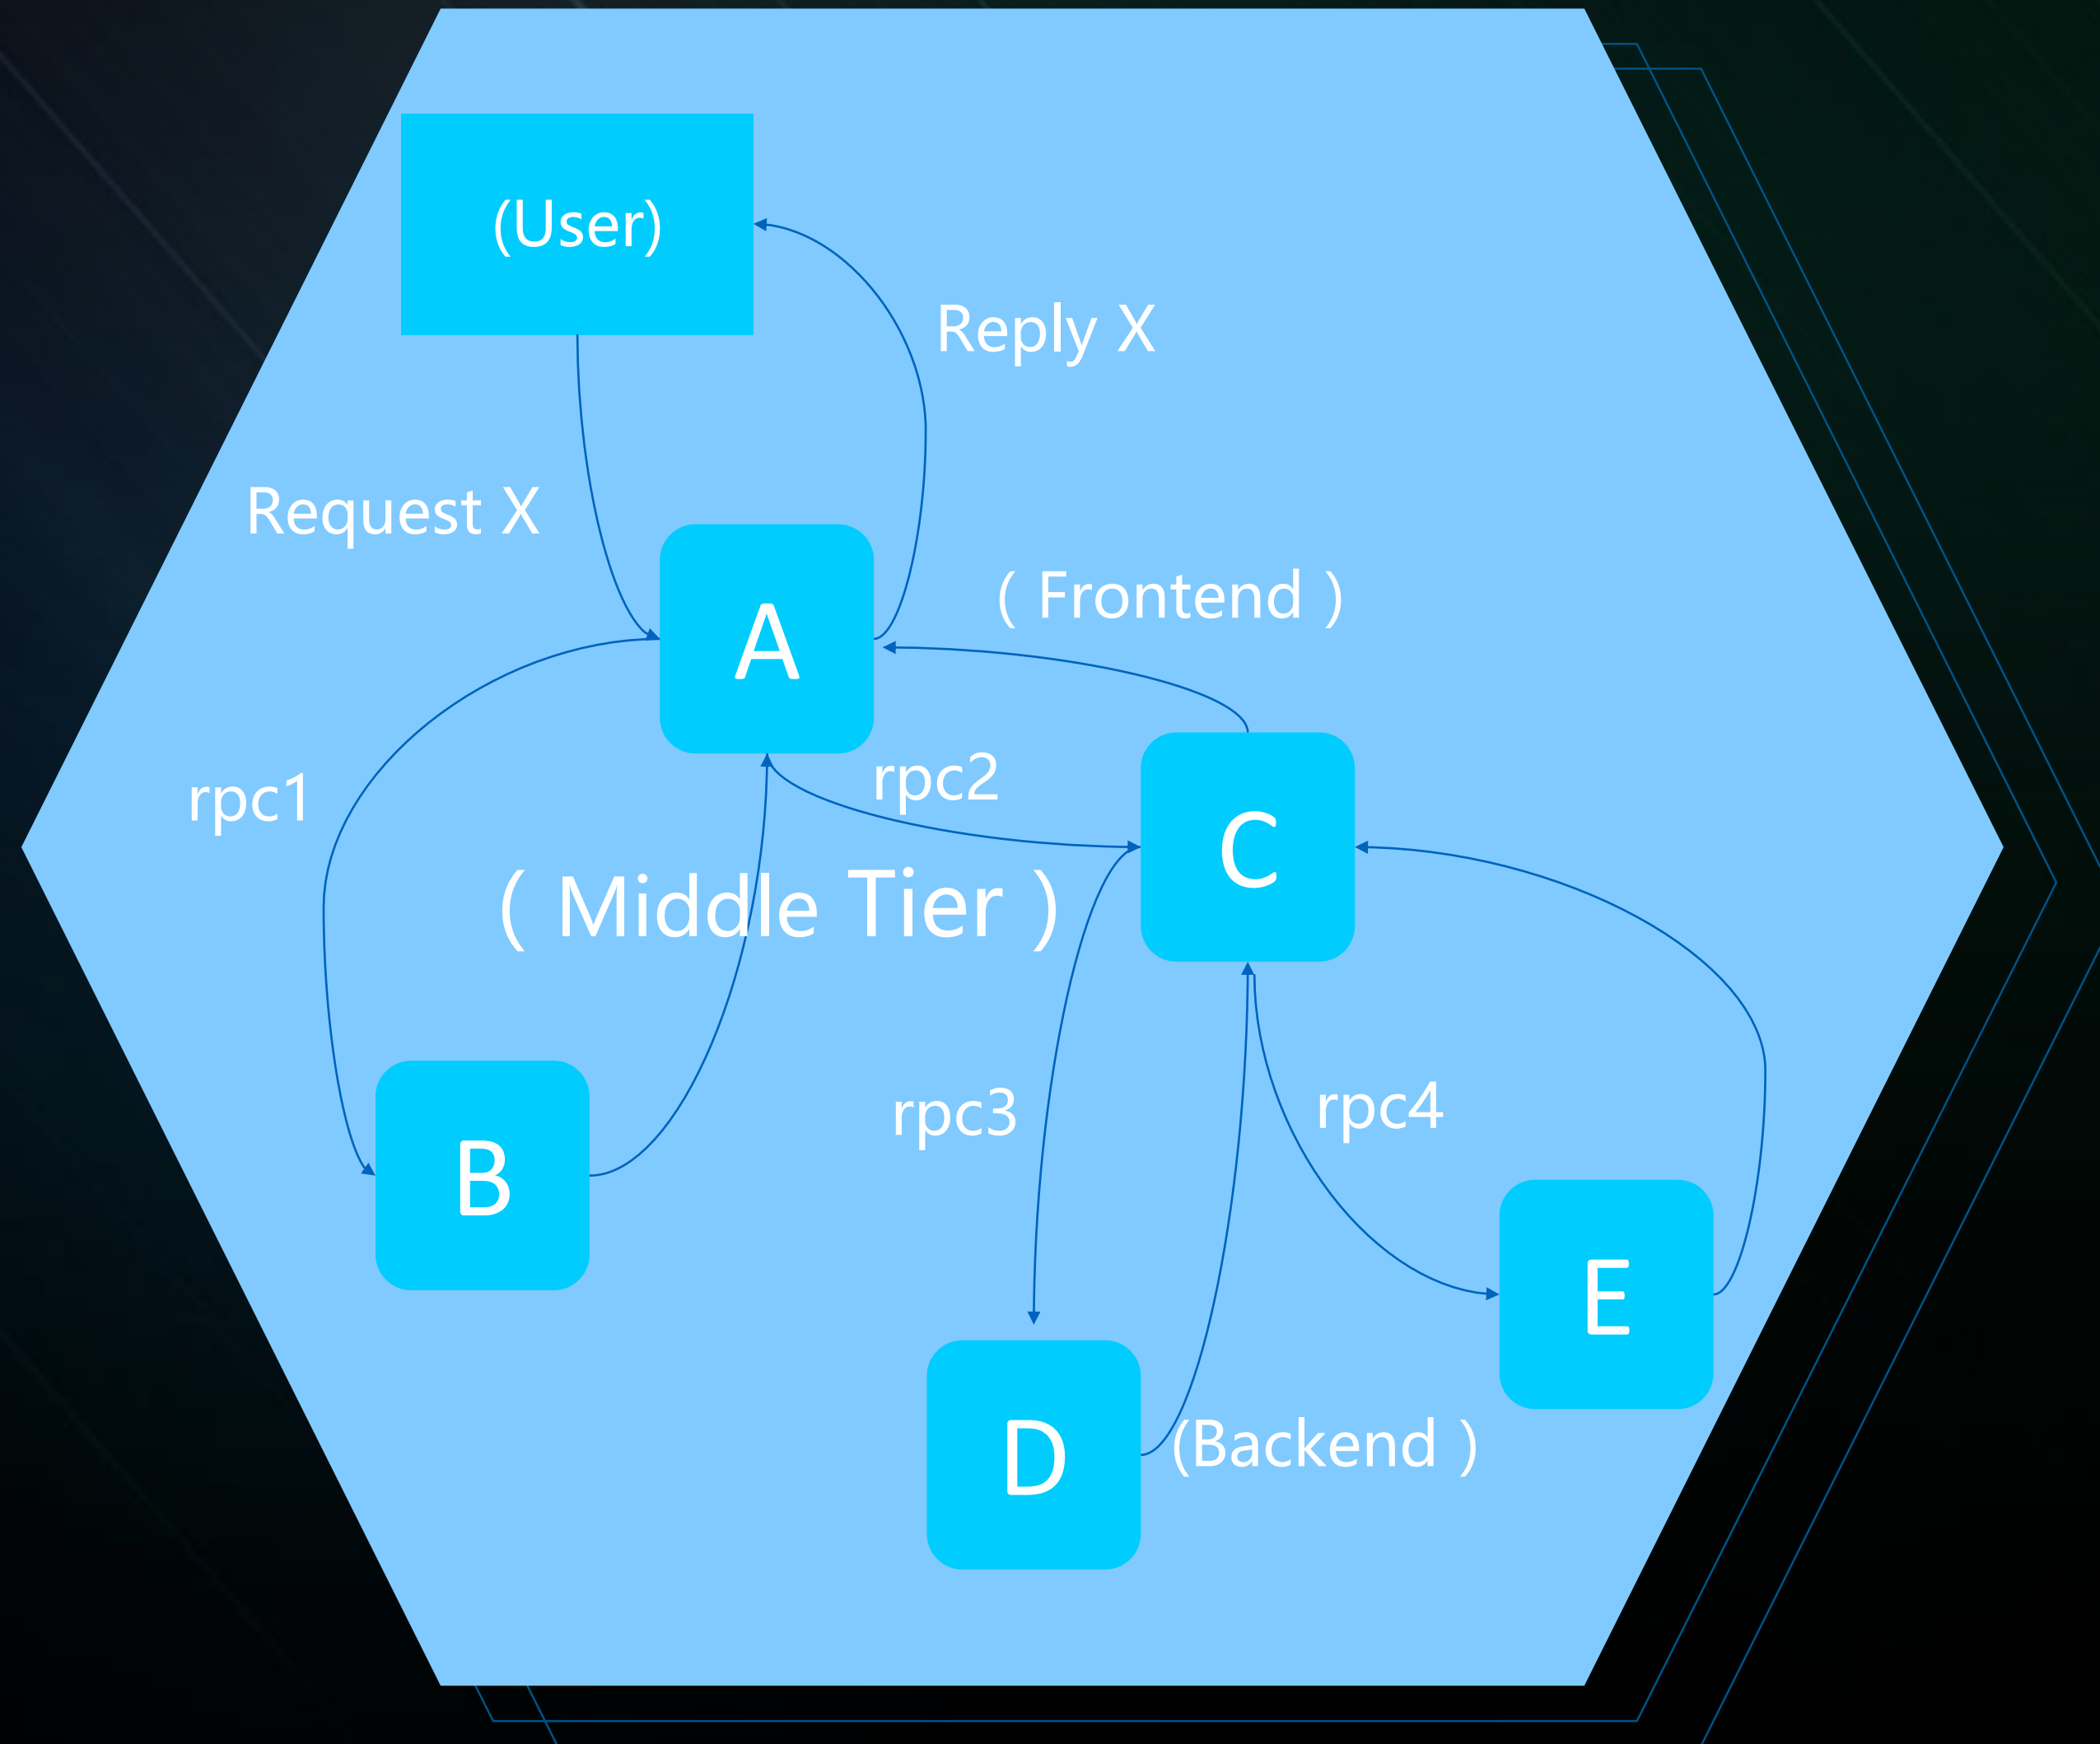 (User)
Reply X
Request X
A
( Frontend )
rpc2
rpc1
C
( Middle Tier )
rpc3
rpc4
B
E
D
(Backend )